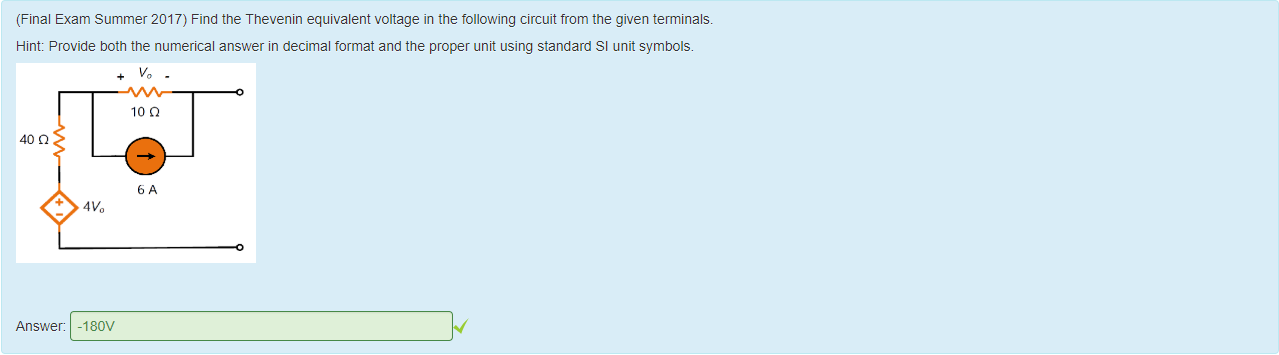 (Final Exam Summer 2017) Find the Thevenin equivalent voltage in the following circuit from the given terminals.
Hint: Provide both the numerical answer in decimal format and the proper unit using standard SI unit symbols.
+ Vₒ -
10 Ω
40 Ω
6 A
+
4Vₒ
-
Answer: -180V